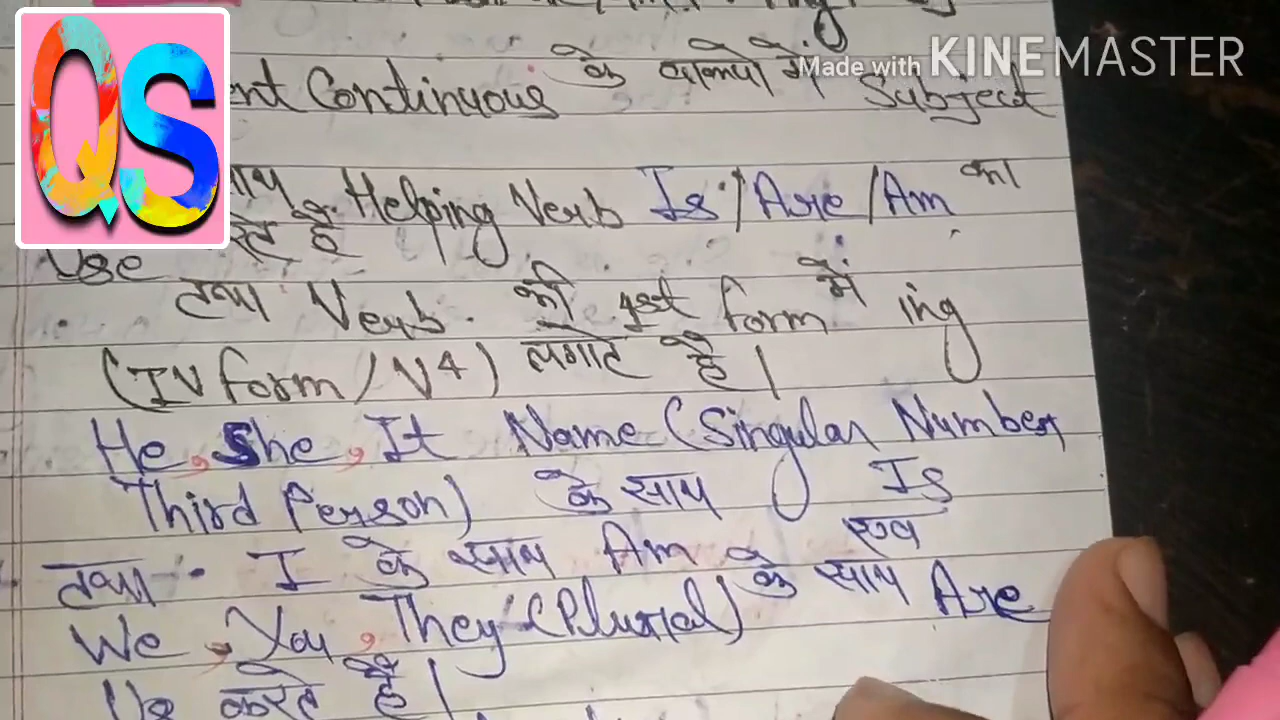 QS
Made with KINEMASTER
ent Continuous के वाक्यो में Subject
साथ Helping Verb Is/Are/Am का
Use करते है
तथा Verb की 1st form में ing
(IV form/V4) लगाते है।
He, She, It Name (Singular Number
Third Person) के साथ Is
तथा I के साथ Am एव
We, You, They (Plural) के साथ Are
Us करते है।